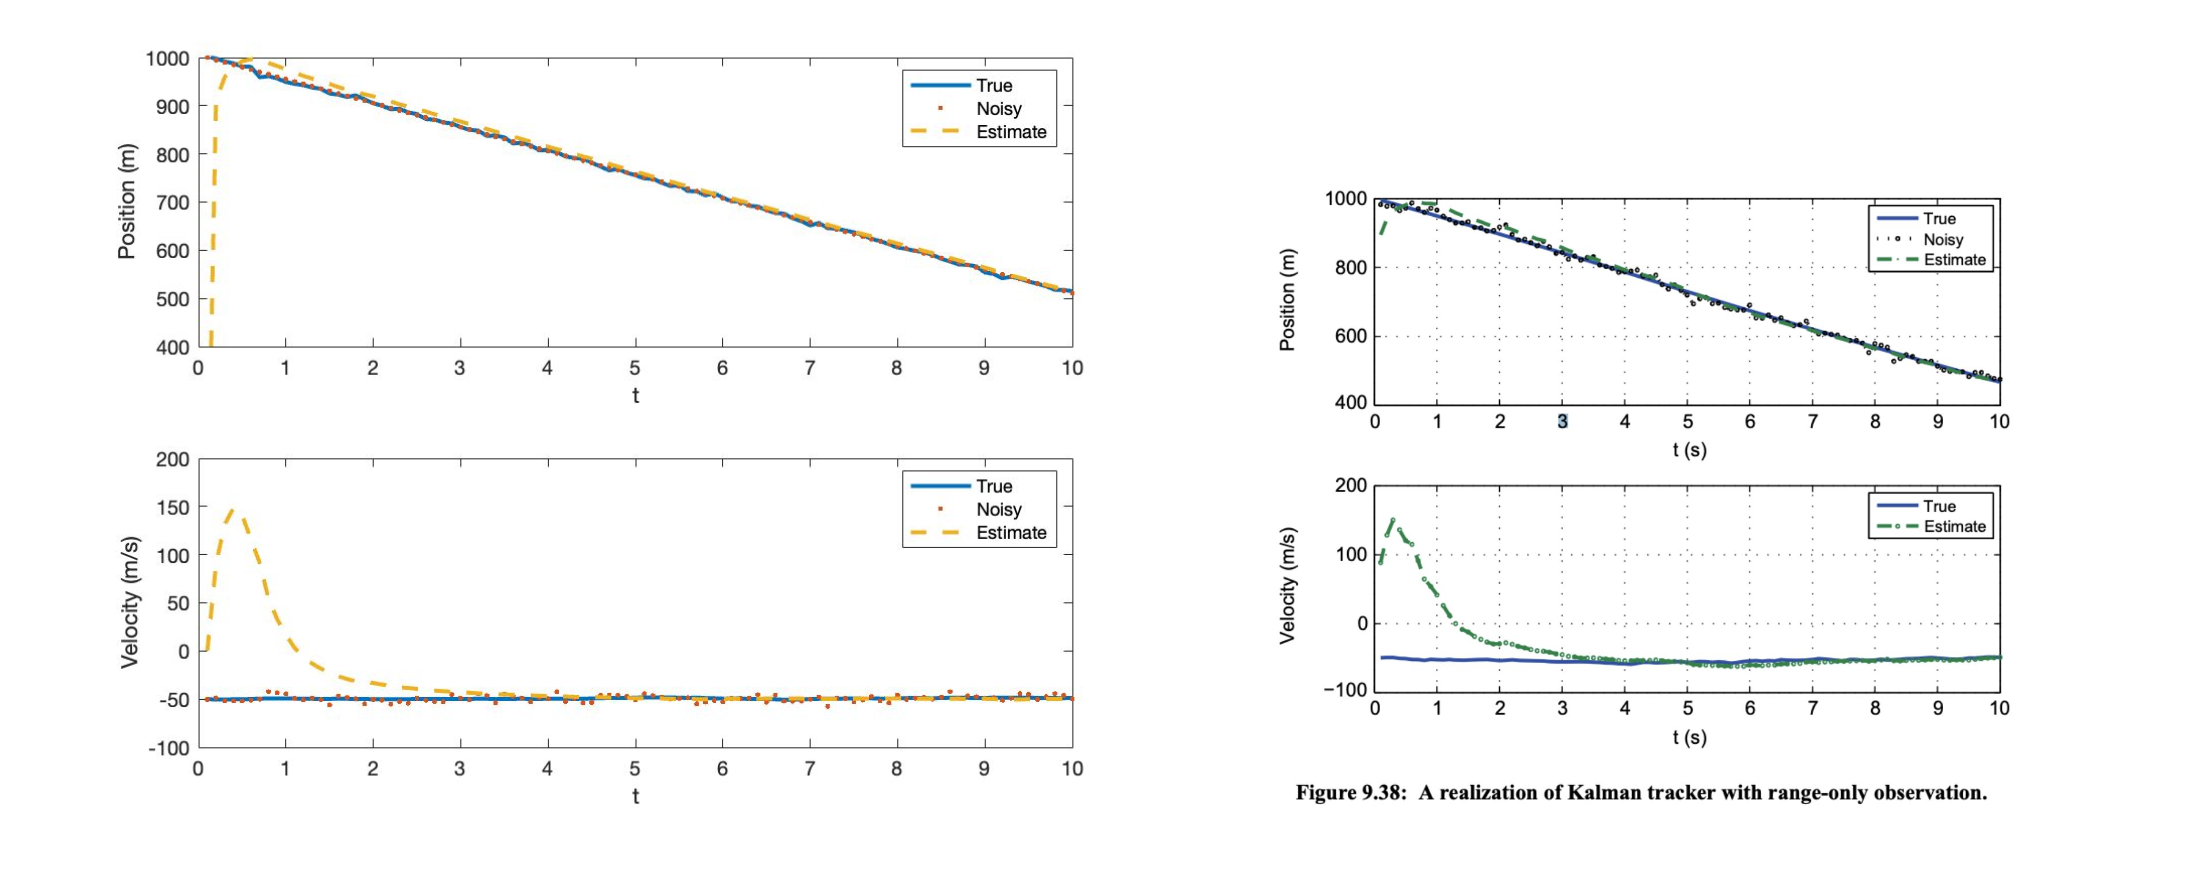 1000
900
800
700
600
500
400
Position (m)
0 1 2 3 4 5 6 7 8 9 10
t
True
Noisy
Estimate
200
150
100
50
0
-50
-100
Velocity (m/s)
0 1 2 3 4 5 6 7 8 9 10
t
True
Noisy
Estimate
1000
800
600
400
Position (m)
0 1 2 3 4 5 6 7 8 9 10
t (s)
True
Noisy
Estimate
200
100
0
−100
Velocity (m/s)
0 1 2 3 4 5 6 7 8 9 10
t (s)
True
Estimate
Figure 9.38: A realization of Kalman tracker with range-only observation.